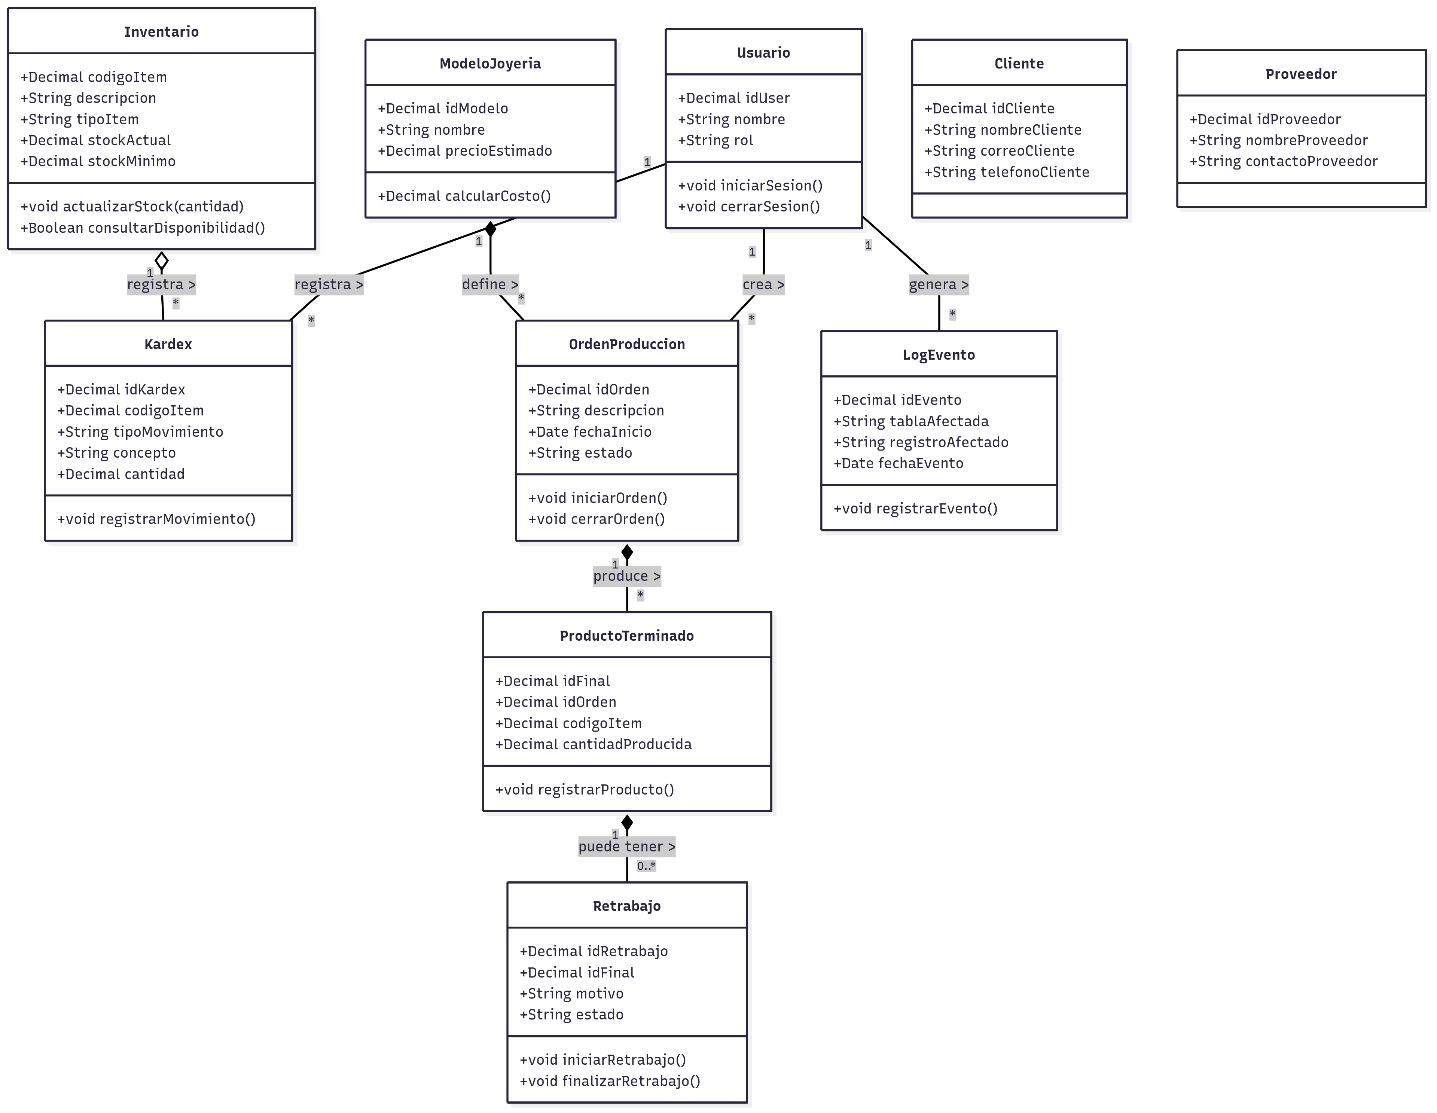 Inventario
+Decimal codigoItem
+String descripcion
+String tipoItem
+Decimal stockActual
+Decimal stockMinimo
+void actualizarStock(cantidad)
+Boolean consultarDisponibilidad()
ModeloJoyeria
+Decimal idModelo
+String nombre
+Decimal precioEstimado
+Decimal calcularCosto()
Usuario
+Decimal idUser
+String nombre
+String rol
+void iniciarSesion()
+void cerrarSesion()
Cliente
+Decimal idCliente
+String nombreCliente
+String correoCliente
+String telefonoCliente
Proveedor
+Decimal idProveedor
+String nombreProveedor
+String contactoProveedor
1
registra >
*
1
registra >
*
1
define >
*
1
crea >
*
1
genera >
*
Kardex
+Decimal idKardex
+Decimal codigoItem
+String tipoMovimiento
+String concepto
+Decimal cantidad
+void registrarMovimiento()
OrdenProduccion
+Decimal idOrden
+String descripcion
+Date fechaInicio
+String estado
+void iniciarOrden()
+void cerrarOrden()
LogEvento
+Decimal idEvento
+String tablaAfectada
+String registroAfectado
+Date fechaEvento
+void registrarEvento()
1
produce >
*
ProductoTerminado
+Decimal idFinal
+Decimal idOrden
+Decimal codigoItem
+Decimal cantidadProducida
+void registrarProducto()
1
puede tener >
0..*
Retrabajo
+Decimal idRetrabajo
+Decimal idFinal
+String motivo
+String estado
+void iniciarRetrabajo()
+void finalizarRetrabajo()